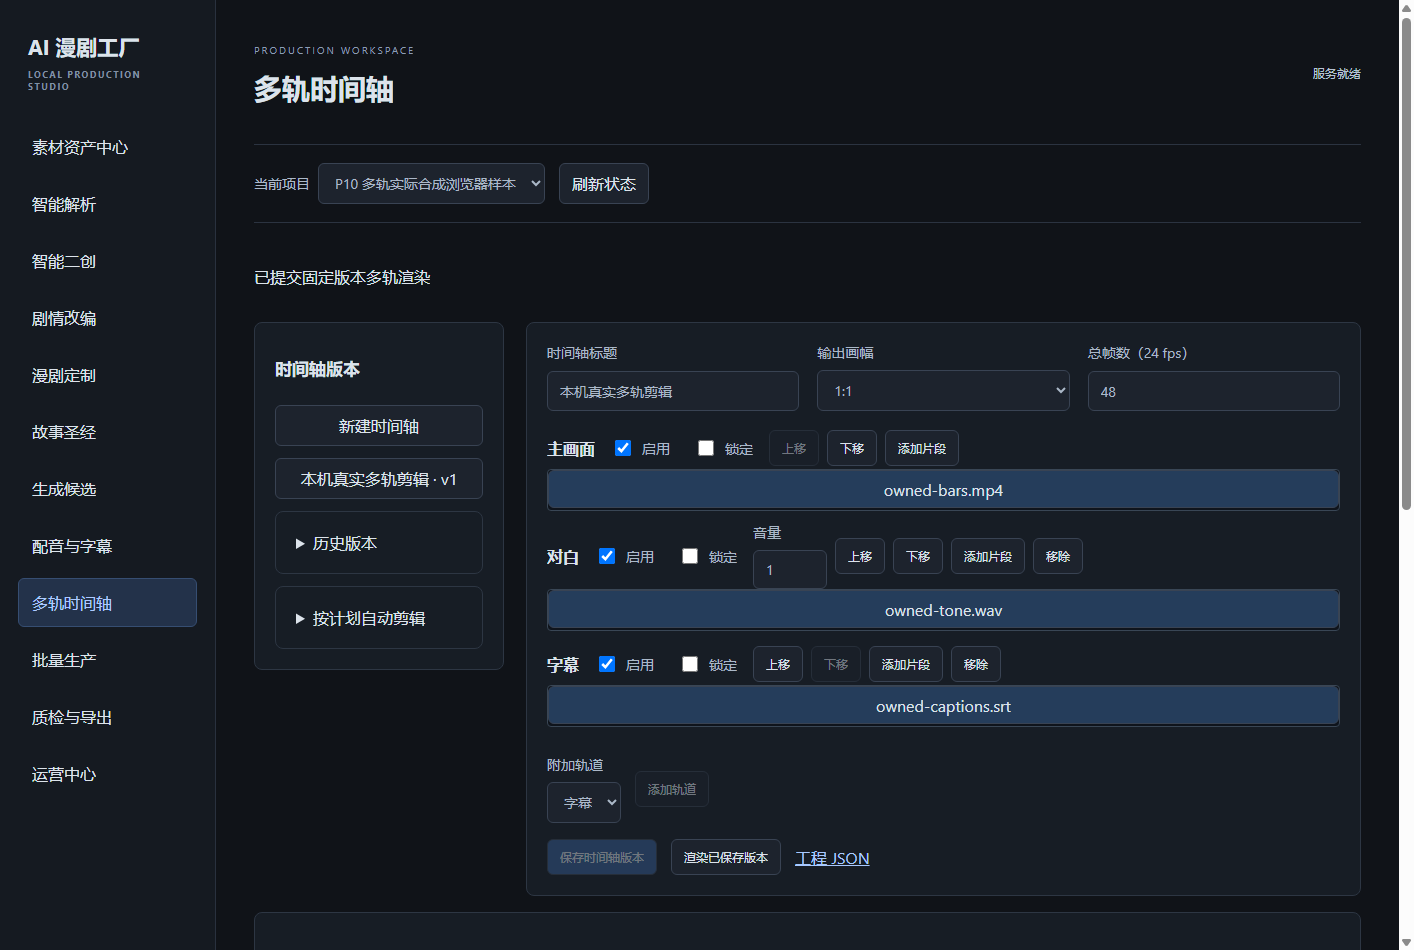 AI 漫剧工厂
LOCAL PRODUCTION
STUDIO
素材资产中心
智能解析
智能二创
剧情改编
漫剧定制
故事圣经
生成候选
配音与字幕
多轨时间轴
批量生产
质检与导出
运营中心
PRODUCTION WORKSPACE
多轨时间轴
服务就绪
当前项目 P10 多轨实际合成浏览器样本 刷新状态
已提交固定版本多轨渲染
时间轴版本
新建时间轴
本机真实多轨剪辑 · v1
历史版本
按计划自动剪辑
时间轴标题 输出画幅 总帧数（24 fps）
本机真实多轨剪辑 1:1 48
主画面 启用 锁定 上移 下移 添加片段
owned-bars.mp4
音量
对白 启用 锁定 1 上移 下移 添加片段 移除
owned-tone.wav
字幕 启用 锁定 上移 下移 添加片段 移除
owned-captions.srt
附加轨道
字幕 添加轨道
保存时间轴版本 渲染已保存版本 工程 JSON